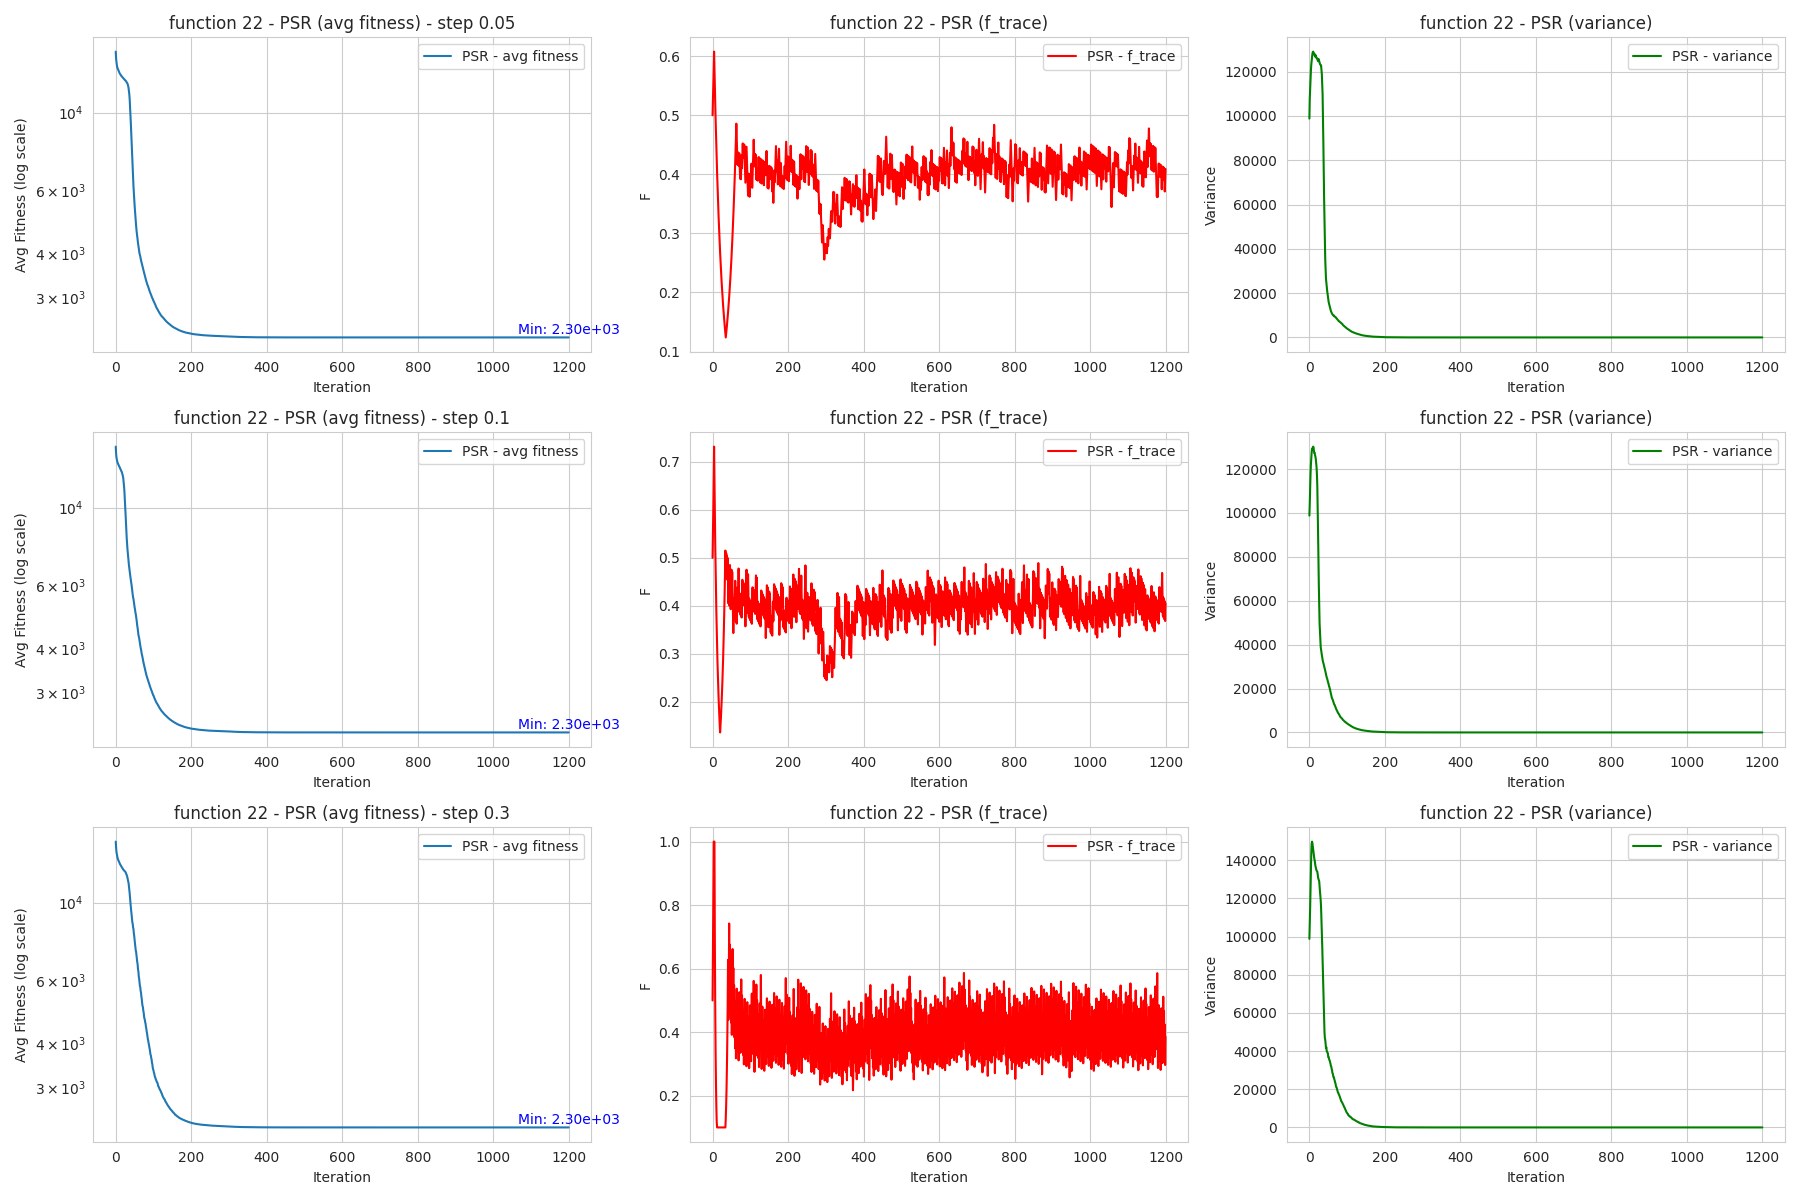 function 22 - PSR (avg fitness) - step 0.05
PSR - avg fitness
Avg Fitness (log scale)
10^4
6 × 10^3
4 × 10^3
3 × 10^3
Min: 2.30e+03
0 200 400 600 800 1000 1200
Iteration
function 22 - PSR (f_trace)
PSR - f_trace
F
0.6
0.5
0.4
0.3
0.2
0.1
0 200 400 600 800 1000 1200
Iteration
function 22 - PSR (variance)
PSR - variance
Variance
120000
100000
80000
60000
40000
20000
0
0 200 400 600 800 1000 1200
Iteration
function 22 - PSR (avg fitness) - step 0.1
PSR - avg fitness
Avg Fitness (log scale)
10^4
6 × 10^3
4 × 10^3
3 × 10^3
Min: 2.30e+03
0 200 400 600 800 1000 1200
Iteration
function 22 - PSR (f_trace)
PSR - f_trace
F
0.7
0.6
0.5
0.4
0.3
0.2
0 200 400 600 800 1000 1200
Iteration
function 22 - PSR (variance)
PSR - variance
Variance
120000
100000
80000
60000
40000
20000
0
0 200 400 600 800 1000 1200
Iteration
function 22 - PSR (avg fitness) - step 0.3
PSR - avg fitness
Avg Fitness (log scale)
10^4
6 × 10^3
4 × 10^3
3 × 10^3
Min: 2.30e+03
0 200 400 600 800 1000 1200
Iteration
function 22 - PSR (f_trace)
PSR - f_trace
F
1.0
0.8
0.6
0.4
0.2
0 200 400 600 800 1000 1200
Iteration
function 22 - PSR (variance)
PSR - variance
Variance
140000
120000
100000
80000
60000
40000
20000
0
0 200 400 600 800 1000 1200
Iteration